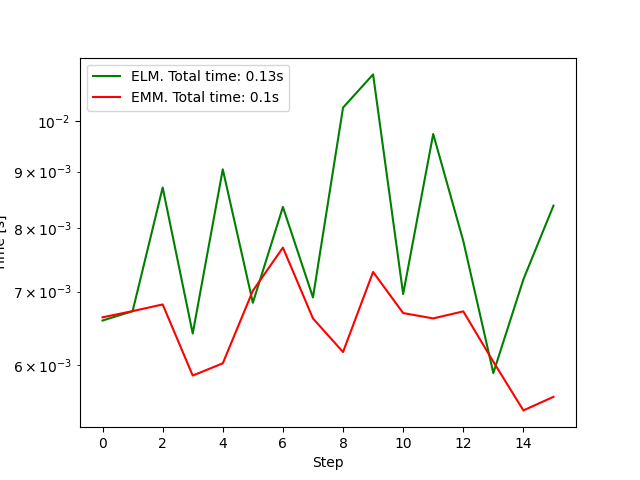 ELM. Total time: 0.13s
EMM. Total time: 0.1s
10⁻²
9 × 10⁻³
8 × 10⁻³
7 × 10⁻³
6 × 10⁻³
Time [s]
0 2 4 6 8 10 12 14
Step